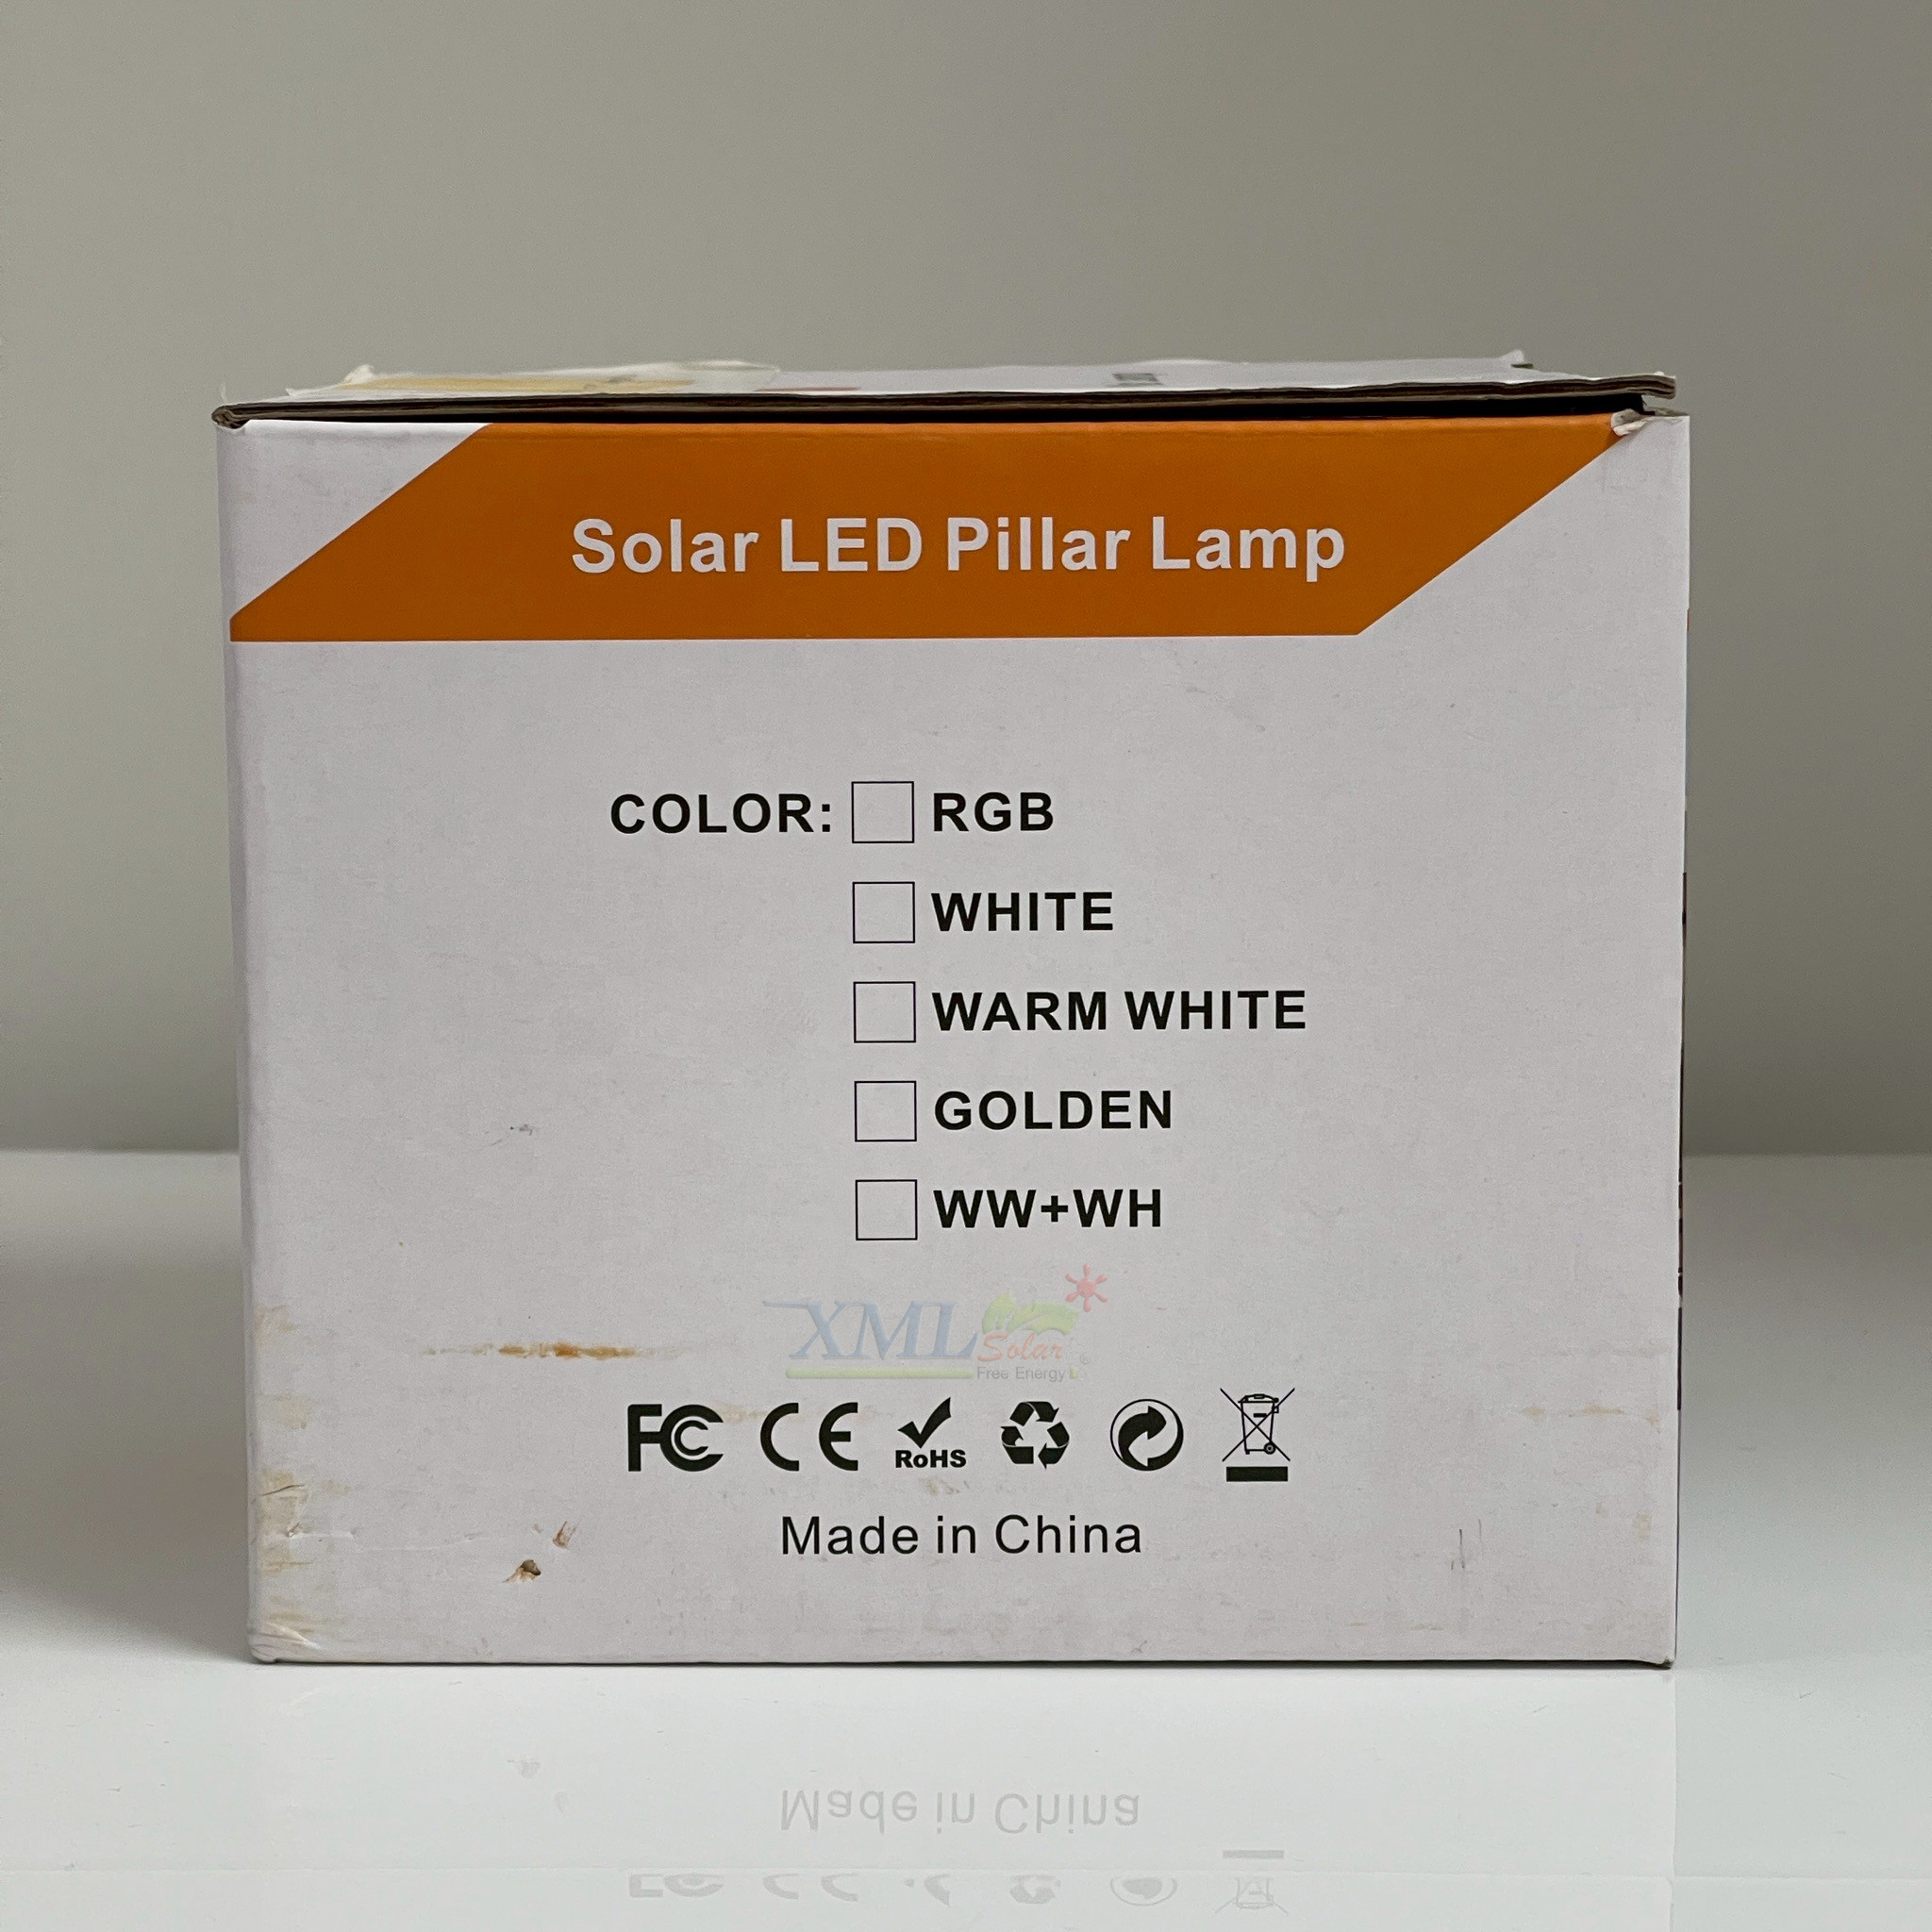 Solar LED Pillar Lamp
COLOR: RGB
WHITE
WARM WHITE
GOLDEN
WW+WH
XML Solar
Free Energy
FC CE RoHS
Made in China